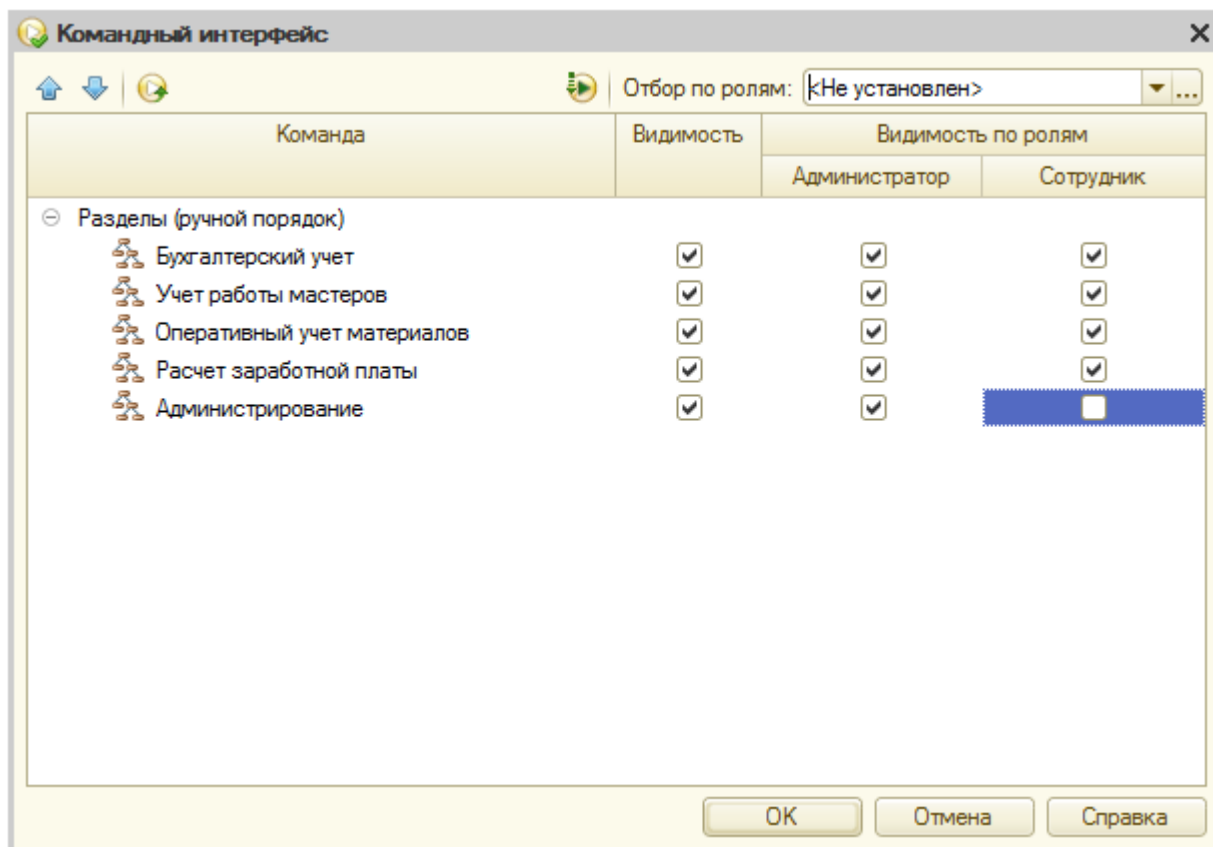 Командный интерфейс
Отбор по ролям: <Не установлен>
Команда Видимость Видимость по ролям
Администратор Сотрудник
Разделы (ручной порядок)
Бухгалтерский учет
Учет работы мастеров
Оперативный учет материалов
Расчет заработной платы
Администрирование
OK Отмена Справка